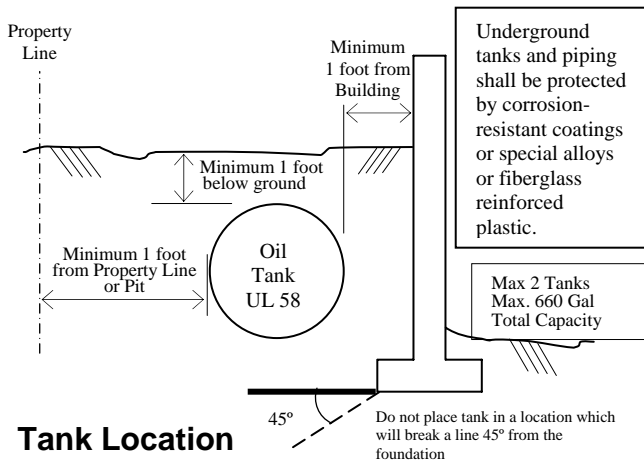 Property
Line
Minimum
1 foot from
Building
Underground
tanks and piping
shall be protected
by corrosion-
resistant coatings
or special alloys
or fiberglass
reinforced
plastic.
Minimum 1 foot
below ground
Minimum 1 foot
from Property Line
or Pit
Oil
Tank
UL 58
Max 2 Tanks
Max. 660 Gal
Total Capacity
45º
Do not place tank in a location which
will break a line 45º from the
foundation
Tank Location